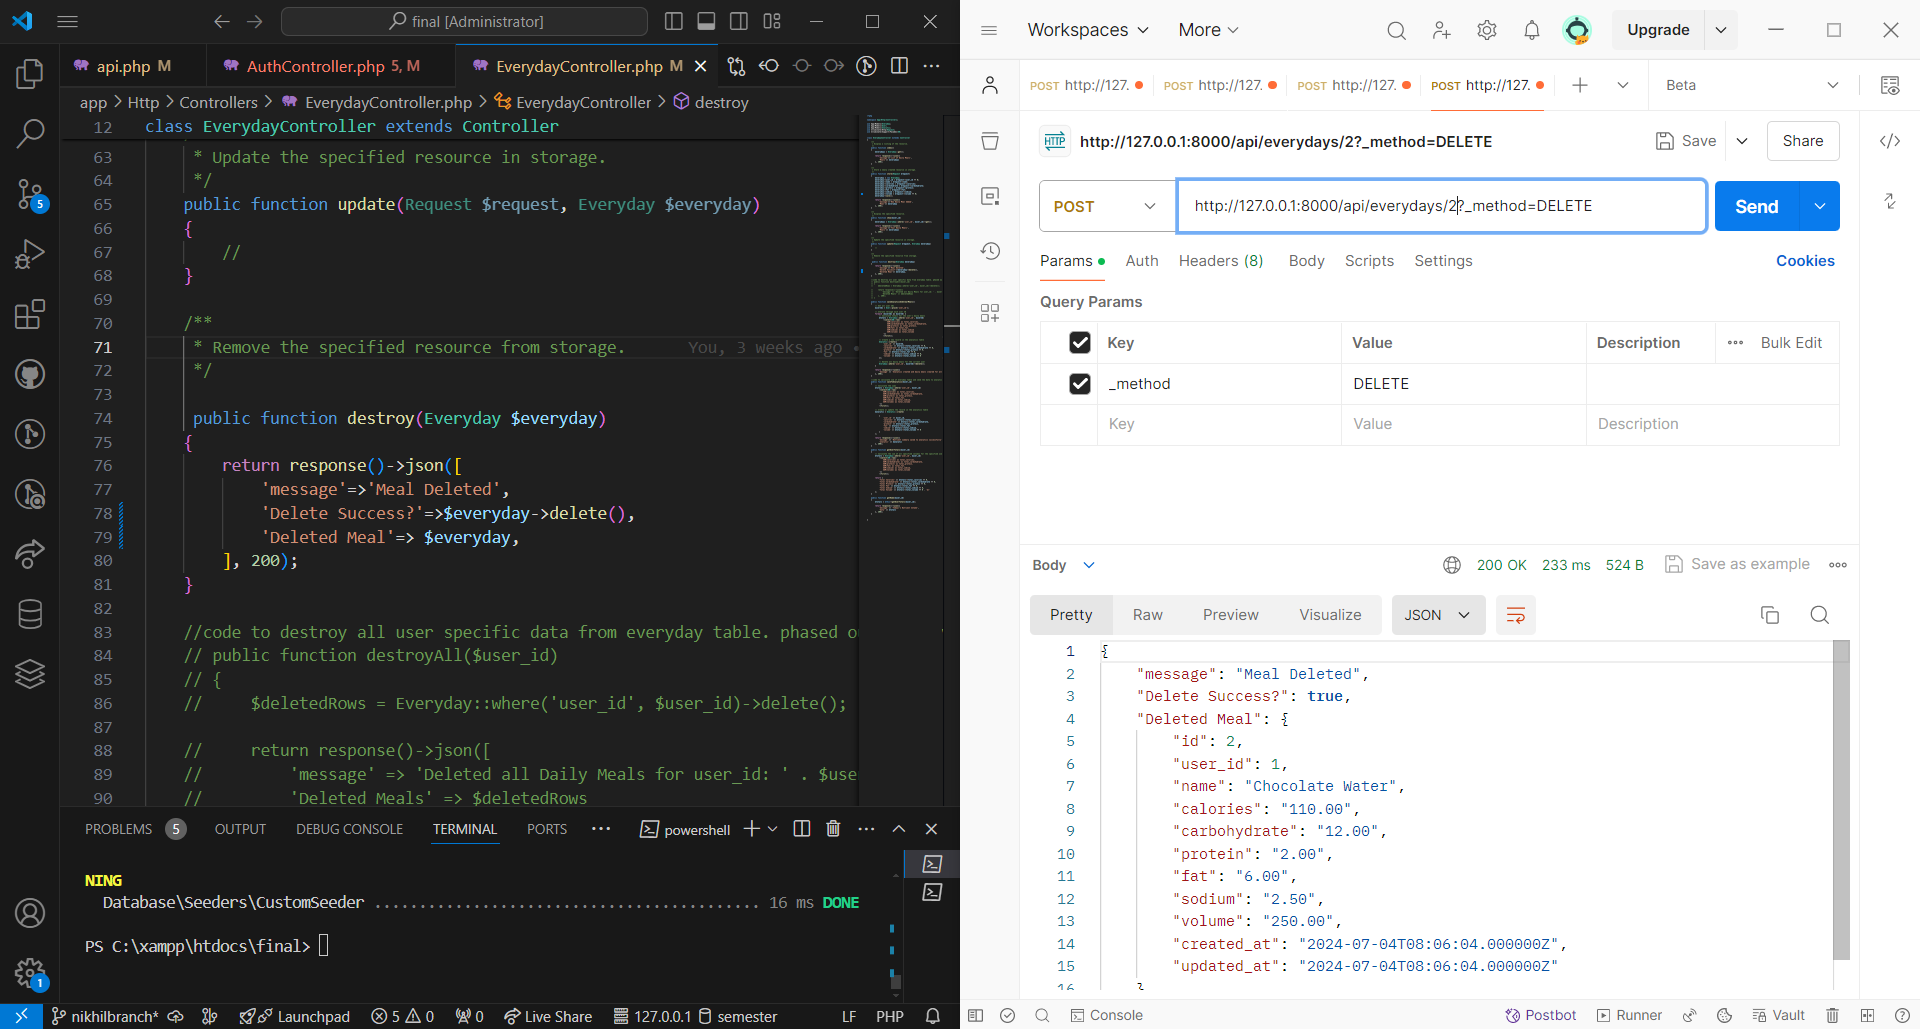 final [Administrator]
api.php M
AuthController.php 5, M
EverydayController.php M
app > Http > Controllers > EverydayController.php > EverydayController > destroy
12 class EverydayController extends Controller
63 * Update the specified resource in storage.
64 */
65 public function update(Request $request, Everyday $everyday)
66 {
67 //
68 }
69
70 /**
71 * Remove the specified resource from storage. You, 3 weeks ago •
72 */
73
74 public function destroy(Everyday $everyday)
75 {
76 return response()->json([
77 'message'=>'Meal Deleted',
78 'Delete Success?'=>$everyday->delete(),
79 'Deleted Meal'=> $everyday,
80 ], 200);
81 }
82
83 //code to destroy all user specific data from everyday table. phased o
84 // public function destroyAll($user_id)
85 // {
86 // $deletedRows = Everyday::where('user_id', $user_id)->delete();
87
88 // return response()->json([
89 // 'message' => 'Deleted all Daily Meals for user_id: ' . $use
90 // 'Deleted Meals' => $deletedRows
PROBLEMS 5 OUTPUT DEBUG CONSOLE TERMINAL PORTS ••• powershell
NING
Database\Seeders\CustomSeeder ........................................ 16 ms DONE
PS C:\xampp\htdocs\final>
5
1
nikhilbranch* Launchpad 5 0 0 Live Share 127.0.0.1 semester LF PHP
Workspaces More Upgrade
POST http://127. POST http://127. POST http://127. POST http://127. Beta
HTTP http://127.0.0.1:8000/api/everydays/2?_method=DELETE Save Share
POST http://127.0.0.1:8000/api/everydays/2?_method=DELETE Send
Params Auth Headers (8) Body Scripts Settings Cookies
Query Params
Key Value Description ••• Bulk Edit
_method DELETE
Key Value Description
Body 200 OK 233 ms 524 B Save as example
Pretty Raw Preview Visualize JSON
1 {
2 "message": "Meal Deleted",
3 "Delete Success?": true,
4 "Deleted Meal": {
5 "id": 2,
6 "user_id": 1,
7 "name": "Chocolate Water",
8 "calories": "110.00",
9 "carbohydrate": "12.00",
10 "protein": "2.00",
11 "fat": "6.00",
12 "sodium": "2.50",
13 "volume": "250.00",
14 "created_at": "2024-07-04T08:06:04.000000Z",
15 "updated_at": "2024-07-04T08:06:04.000000Z"
16 }
Console Postbot Runner Vault